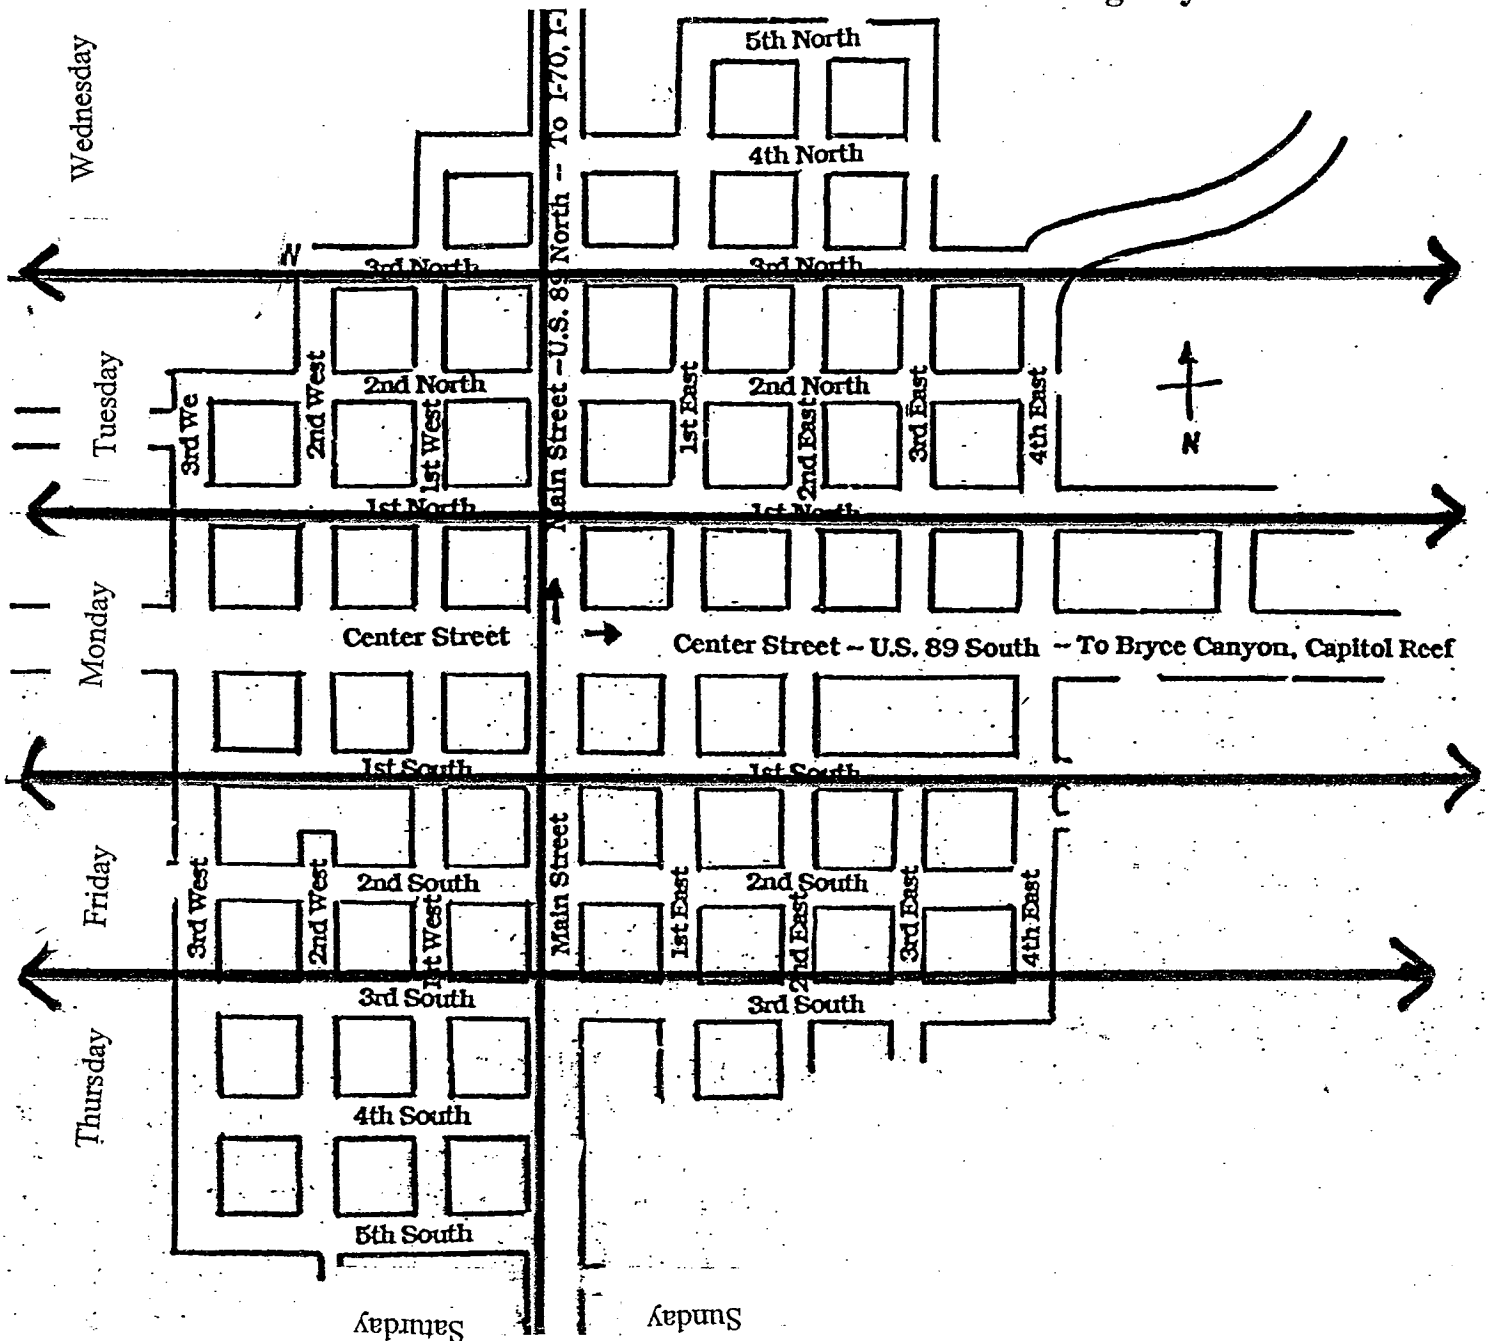 5th North
Wednesday
Main Street – U.S. 89 North – To I-70, I-
4th North
N
3rd North
3rd North
Tuesday
2nd North
2nd North
3rd We
2nd West
1st West
1st East
2nd East
3rd East
4th East
N
1st North
1st North
Monday
Center Street
Center Street – U.S. 89 South – To Bryce Canyon, Capitol Reef
1st South
1st South
Friday
Main Street
2nd South
2nd South
3rd West
2nd West
1st West
1st East
2nd East
3rd East
4th East
3rd South
3rd South
Thursday
4th South
5th South
Saturday
Sunday